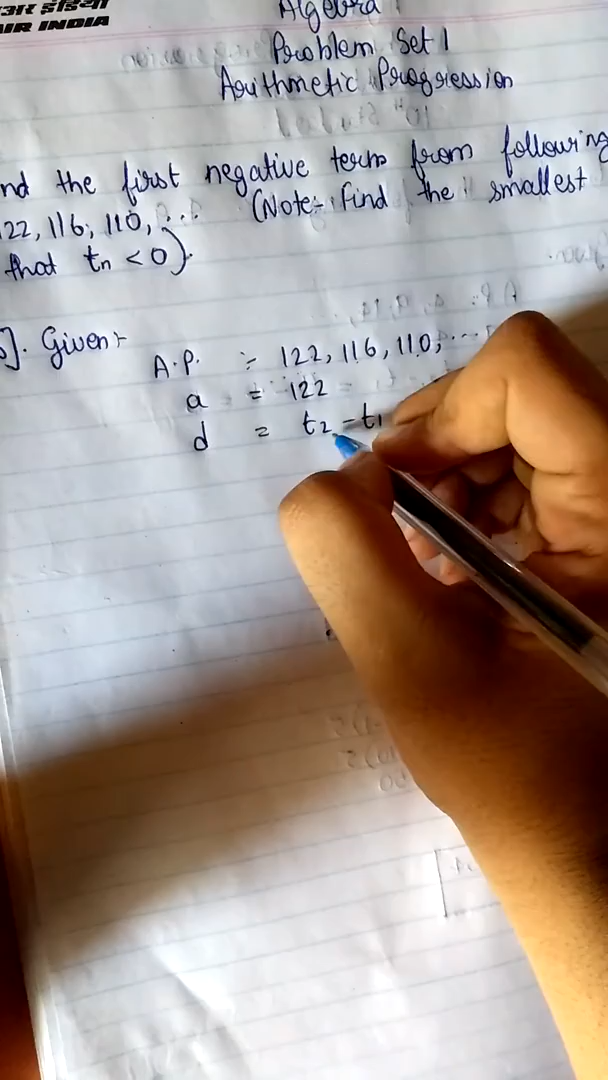 अर इंडिया
AIR INDIA
Algebra
Problem Set 1
Arithmetic Progression
nd the first negative term from following
22, 116, 110, ... (Note:- Find the smallest
that tn < 0).
]. Given:-
A.P. :- 122, 116, 110, ...
a = 122
d = t2 - t1